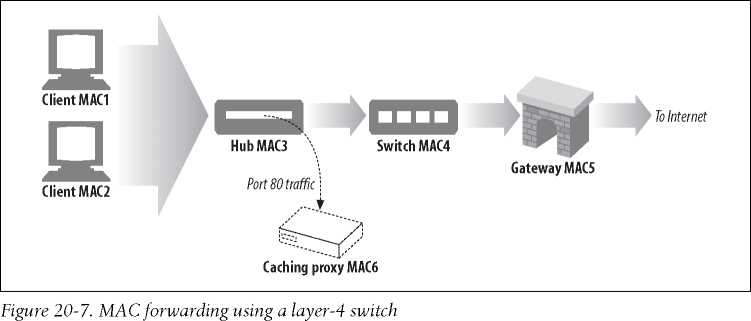 Client MAC1
Client MAC2
Hub MAC3
Switch MAC4
Gateway MAC5
To Internet
Port 80 traffic
Caching proxy MAC6
Figure 20-7. MAC forwarding using a layer-4 switch